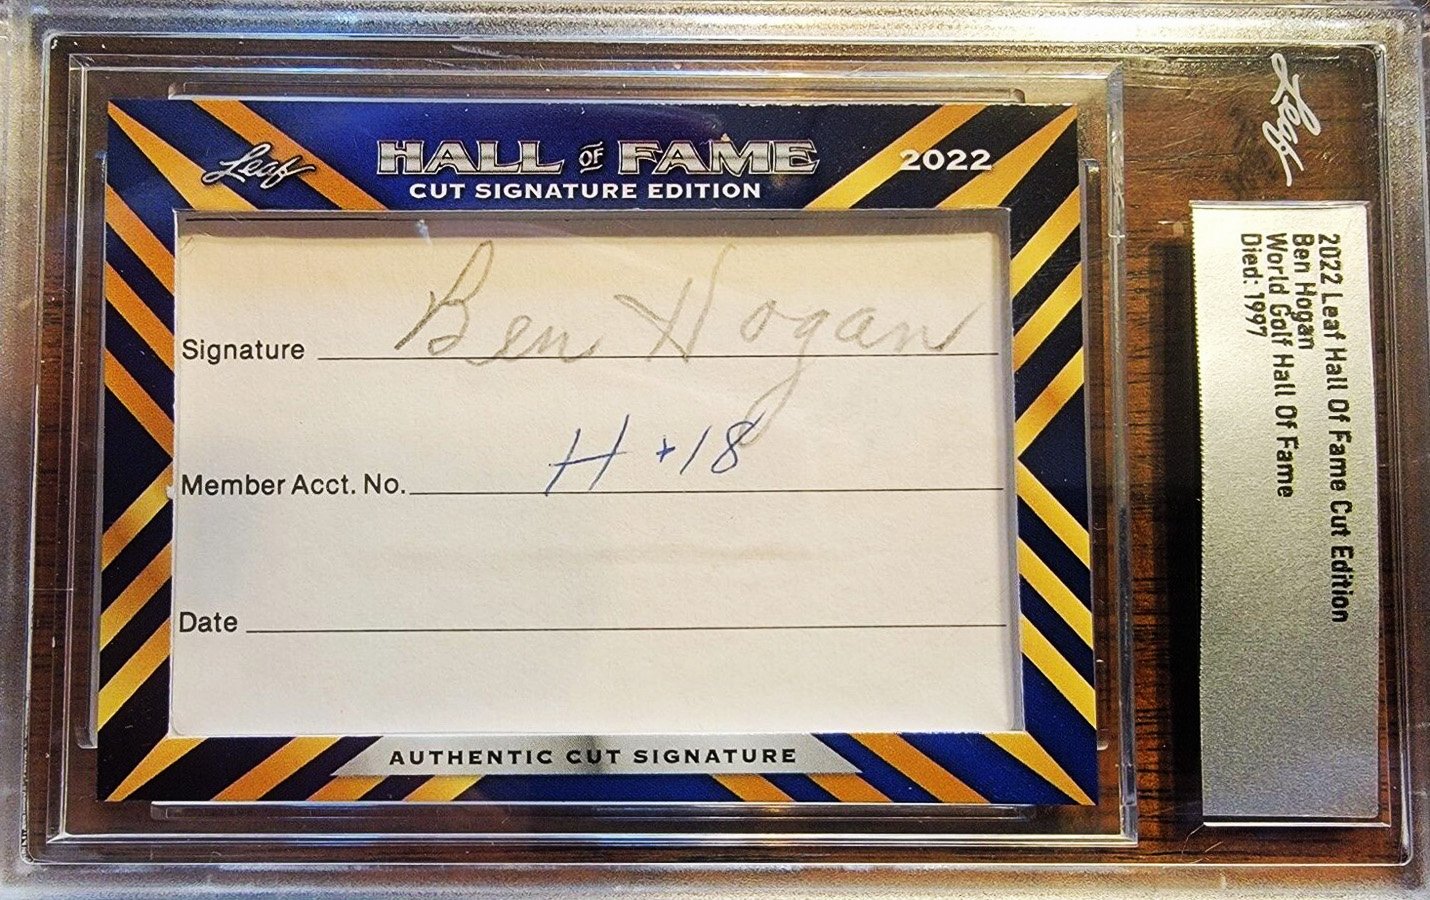 Leaf
HALL OF FAME
CUT SIGNATURE EDITION
2022
Signature Ben Hogan
Member Acct. No. H + 18
Date
AUTHENTIC CUT SIGNATURE
Leaf
2022 Leaf Hall Of Fame Cut Edition
Ben Hogan
World Golf Hall Of Fame
Died: 1997